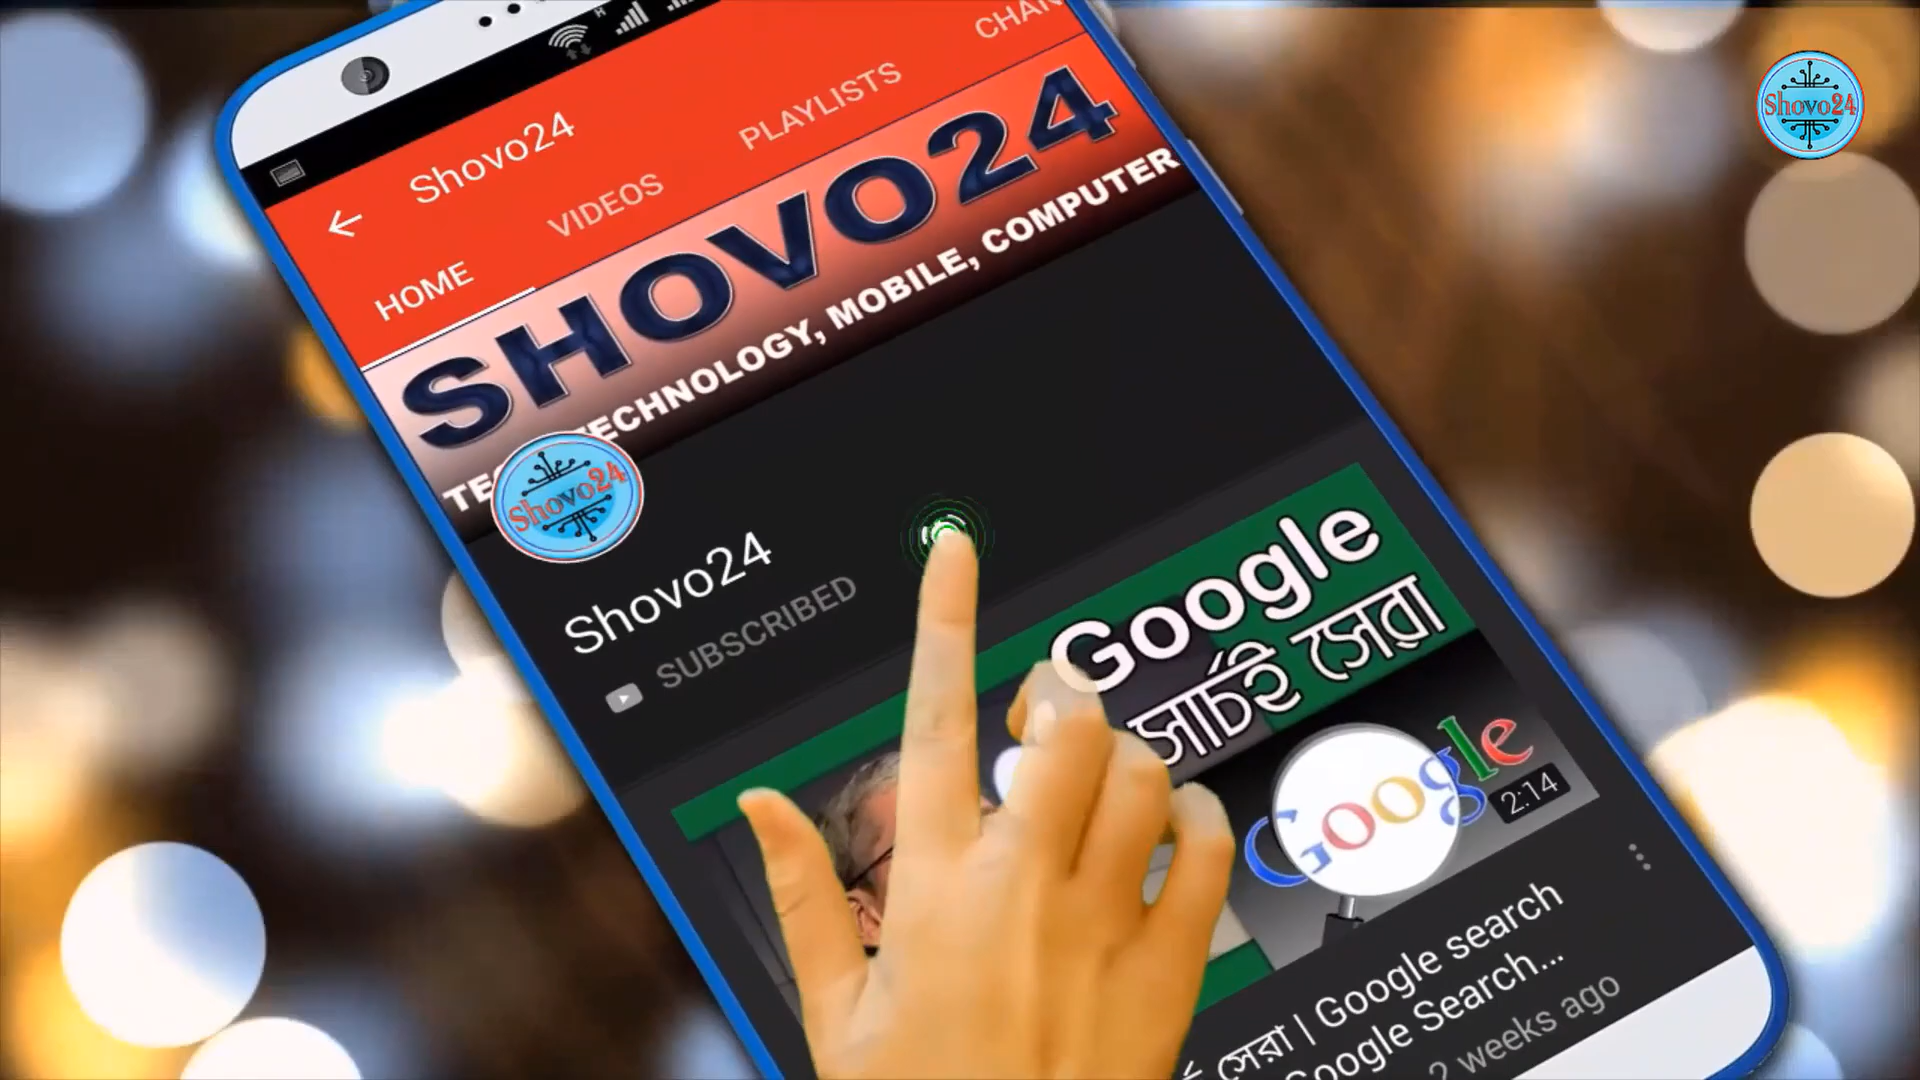 Shovo24
CHAN
Shovo24
HOME
VIDEOS
PLAYLISTS
SHOVO24
TECHNOLOGY, MOBILE, COMPUTER
Shovo24
Shovo24
SUBSCRIBED
Google
সার্চই সেরা
Google
2:14
সেরা | Google search
Google Search...
2 weeks ago